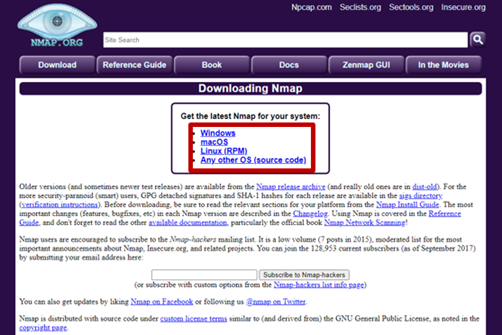 Npcap.com Seclists.org Sectools.org Insecure.org
NMAP.ORG
Site Search
Download Reference Guide Book Docs Zenmap GUI In the Movies
Downloading Nmap
Get the latest Nmap for your system:
• Windows
• macOS
• Linux (RPM)
• Any other OS (source code)
Older versions (and sometimes newer test releases) are available from the Nmap release archive (and really old ones are in dist-old). For the
more security-paranoid (smart) users, GPG detached signatures and SHA-1 hashes for each release are available in the sigs directory
(verification instructions). Before downloading, be sure to read the relevant sections for your platform from the Nmap Install Guide. The most
important changes (features, bugfixes, etc) in each Nmap version are described in the Changelog. Using Nmap is covered in the Reference
Guide, and don't forget to read the other available documentation, particularly the official book Nmap Network Scanning!
Nmap users are encouraged to subscribe to the Nmap-hackers mailing list. It is a low volume (7 posts in 2015), moderated list for the most
important announcements about Nmap, Insecure.org, and related projects. You can join the 128,953 current subscribers (as of September 2017)
by submitting your email address here:
Subscribe to Nmap-hackers
(or subscribe with custom options from the Nmap-hackers list info page)
You can also get updates by liking Nmap on Facebook or following us @nmap on Twitter.
Nmap is distributed with source code under custom license terms similar to (and derived from) the GNU General Public License, as noted in the
copyright page.